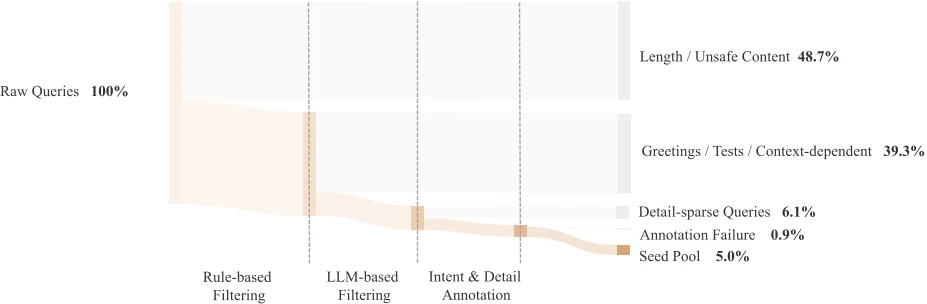 Length / Unsafe Content 48.7%
Raw Queries 100%
Greetings / Tests / Context-dependent 39.3%
Detail-sparse Queries 6.1%
Annotation Failure 0.9%
Seed Pool 5.0%
Rule-based
Filtering
LLM-based
Filtering
Intent & Detail
Annotation